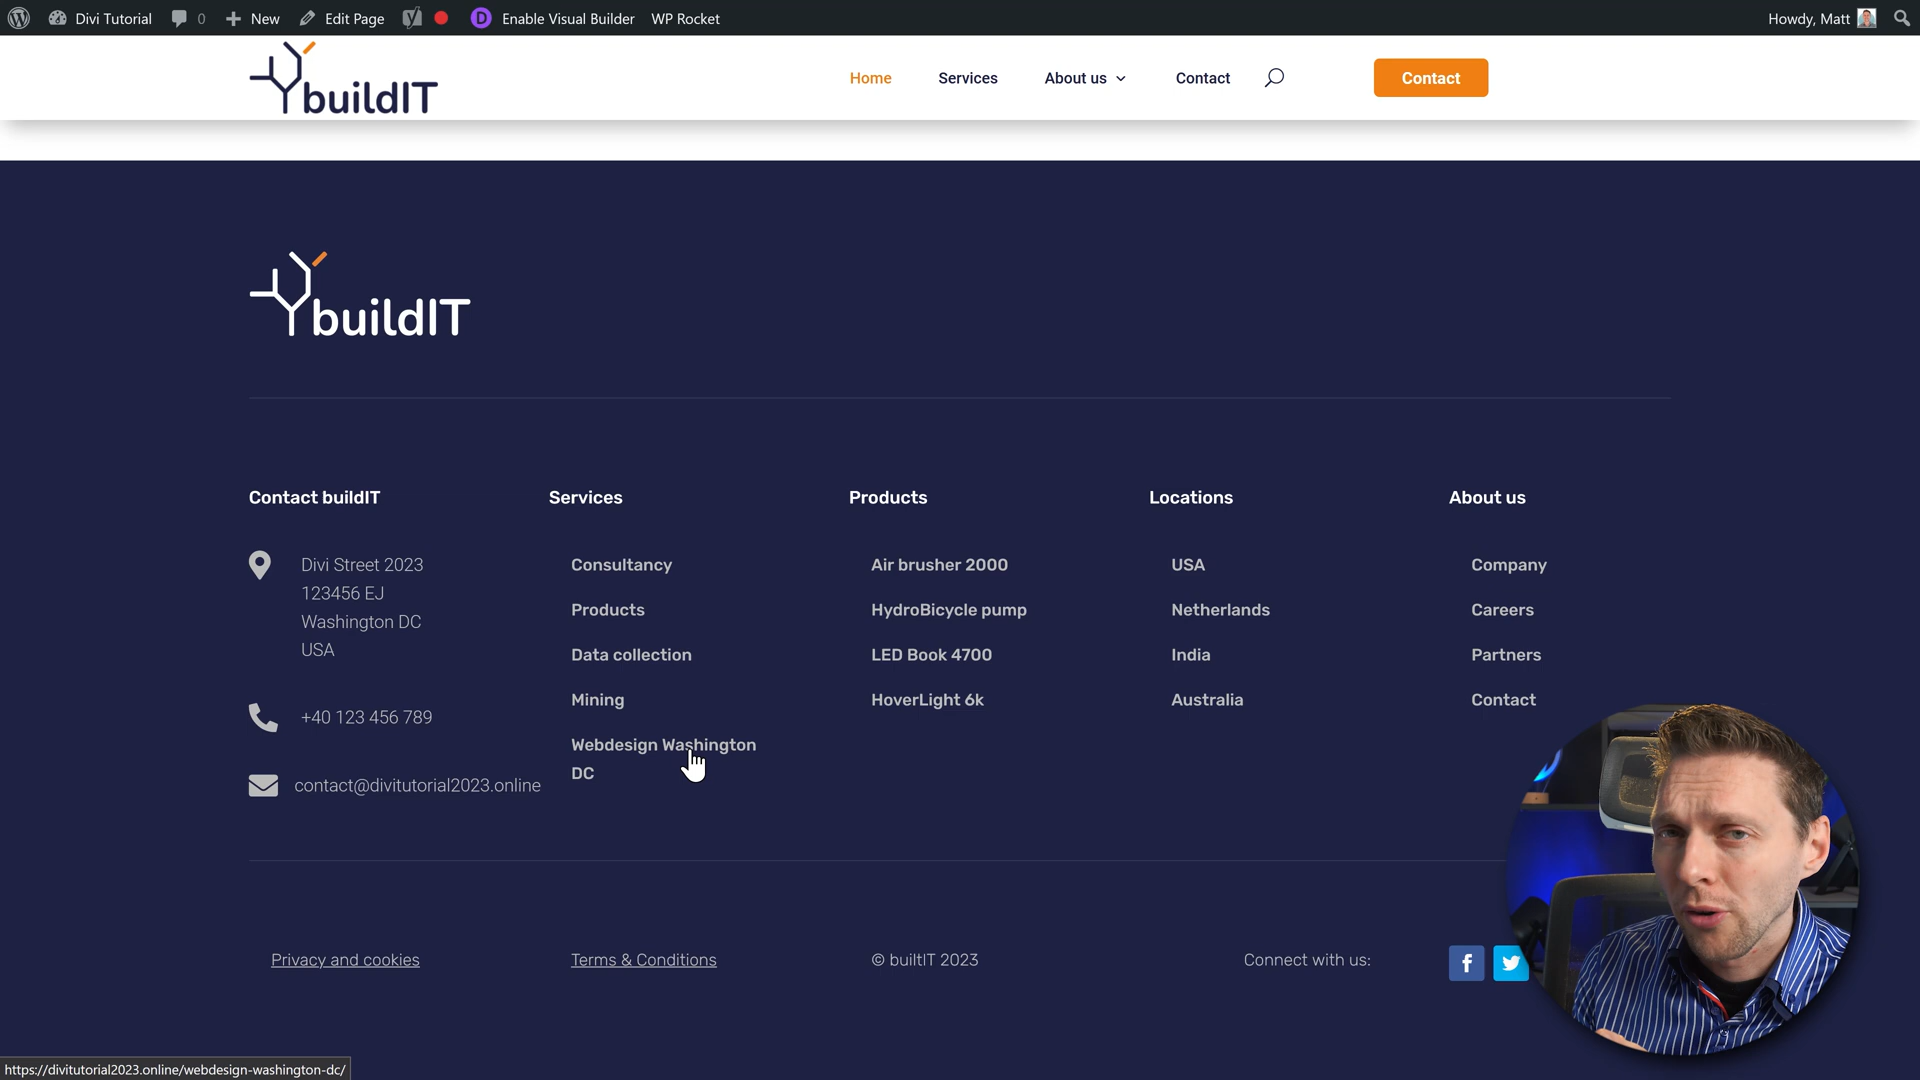 Divi Tutorial 0 New Edit Page Enable Visual Builder WP Rocket Howdy, Matt
buildIT Home Services About us Contact Contact
buildIT
Contact buildIT
Divi Street 2023
123456 EJ
Washington DC
USA
+40 123 456 789
contact@divitutorial2023.online
Services
Consultancy
Products
Data collection
Mining
Webdesign Washington
DC
Products
Air brusher 2000
HydroBicycle pump
LED Book 4700
HoverLight 6k
Locations
USA
Netherlands
India
Australia
About us
Company
Careers
Partners
Contact
Privacy and cookies Terms & Conditions © builtIT 2023 Connect with us:
https://divitutorial2023.online/webdesign-washington-dc/